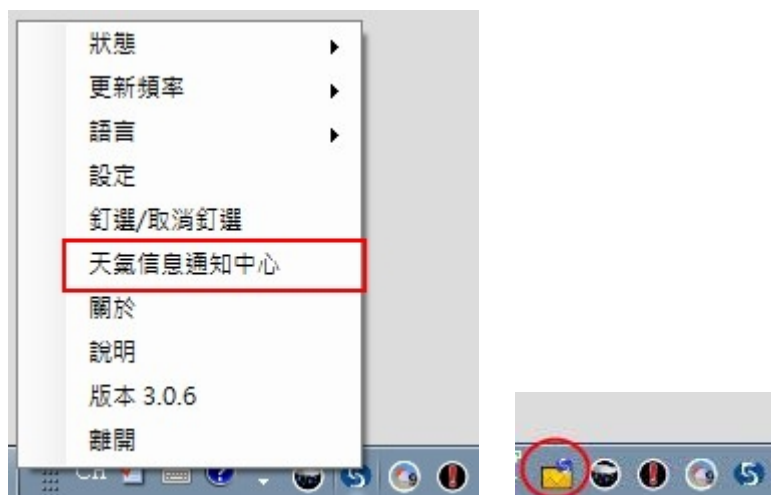 狀態
更新頻率
語言
設定
釘選/取消釘選
天氣信息通知中心
關於
說明
版本 3.0.6
離開
CH